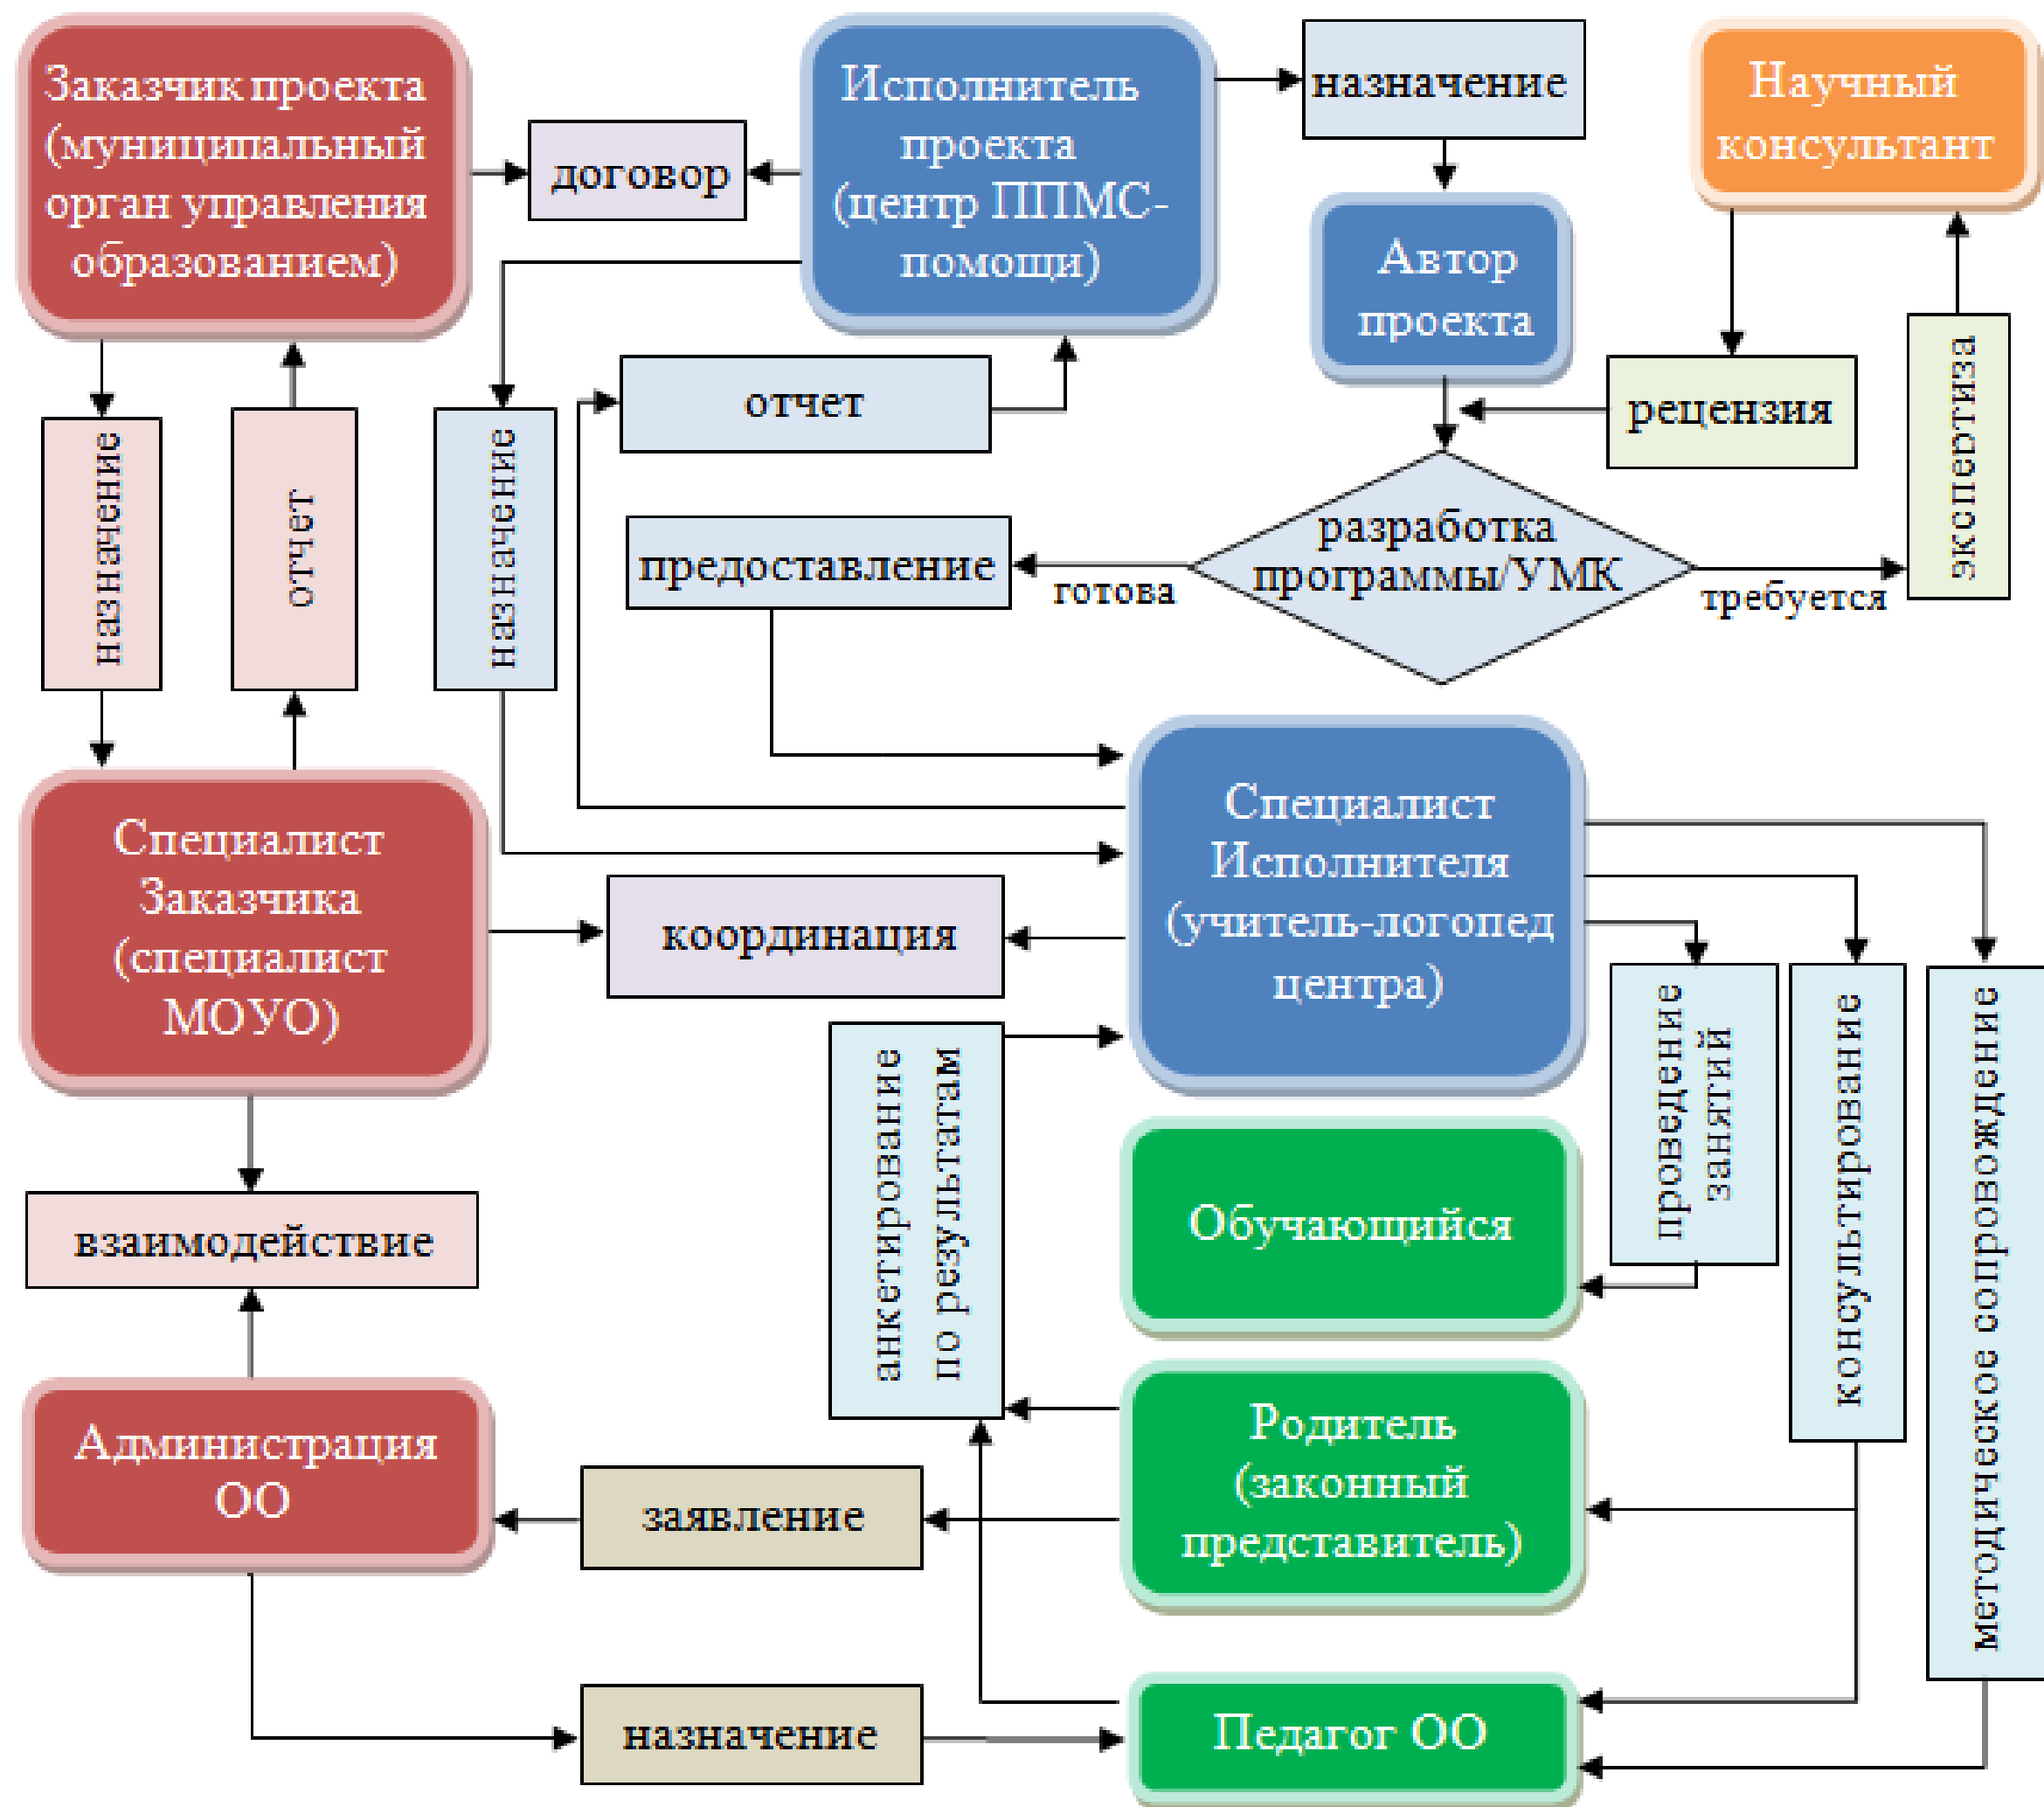 Заказчик проекта
(муниципальный
орган управления
образованием)
договор
Исполнитель
проекта
(центр ППМС-
помощи)
назначение
Научный
консультант
Автор
проекта
назначение
отчет
назначение
отчет
рецензия
экспертиза
предоставление
готова
разработка
программы/УМК
требуется
Специалист
Заказчика
(специалист
МОУО)
координация
Специалист
Исполнителя
(учитель-логопед
центра)
проведение
занятий
консультирование
методическое сопровождение
анкетирование
по результатам
взаимодействие
Обучающийся
Администрация
ОО
заявление
Родитель
(законный
представитель)
назначение
Педагог ОО